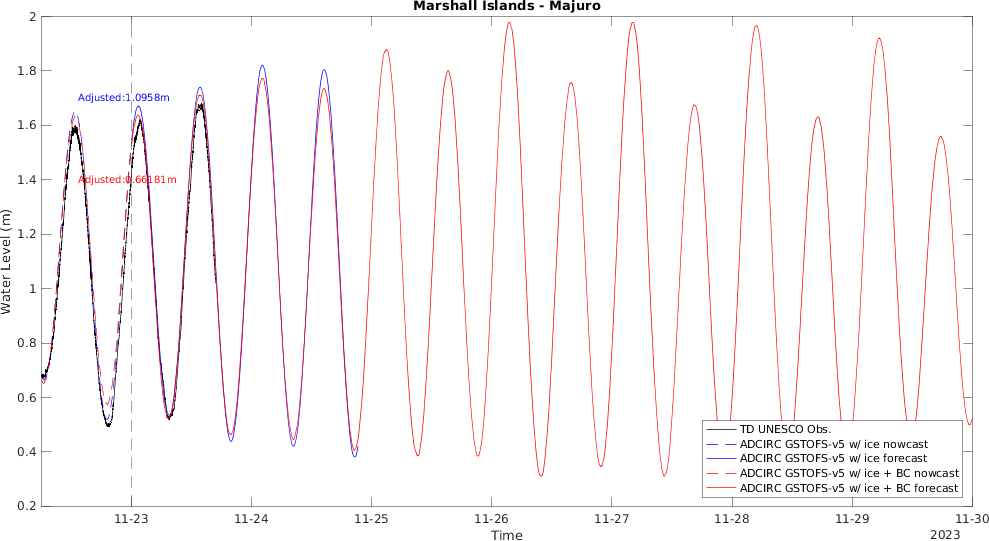 Marshall Islands - Majuro
2
1.8
1.6
1.4
1.2
1
0.8
0.6
0.4
0.2
Water Level (m)
Adjusted:1.0958m
Adjusted:0.66181m
TD UNESCO Obs.
ADCIRC GSTOFS-v5 w/ ice nowcast
ADCIRC GSTOFS-v5 w/ ice forecast
ADCIRC GSTOFS-v5 w/ ice + BC nowcast
ADCIRC GSTOFS-v5 w/ ice + BC forecast
11-23 11-24 11-25 11-26 11-27 11-28 11-29 11-30
Time
2023